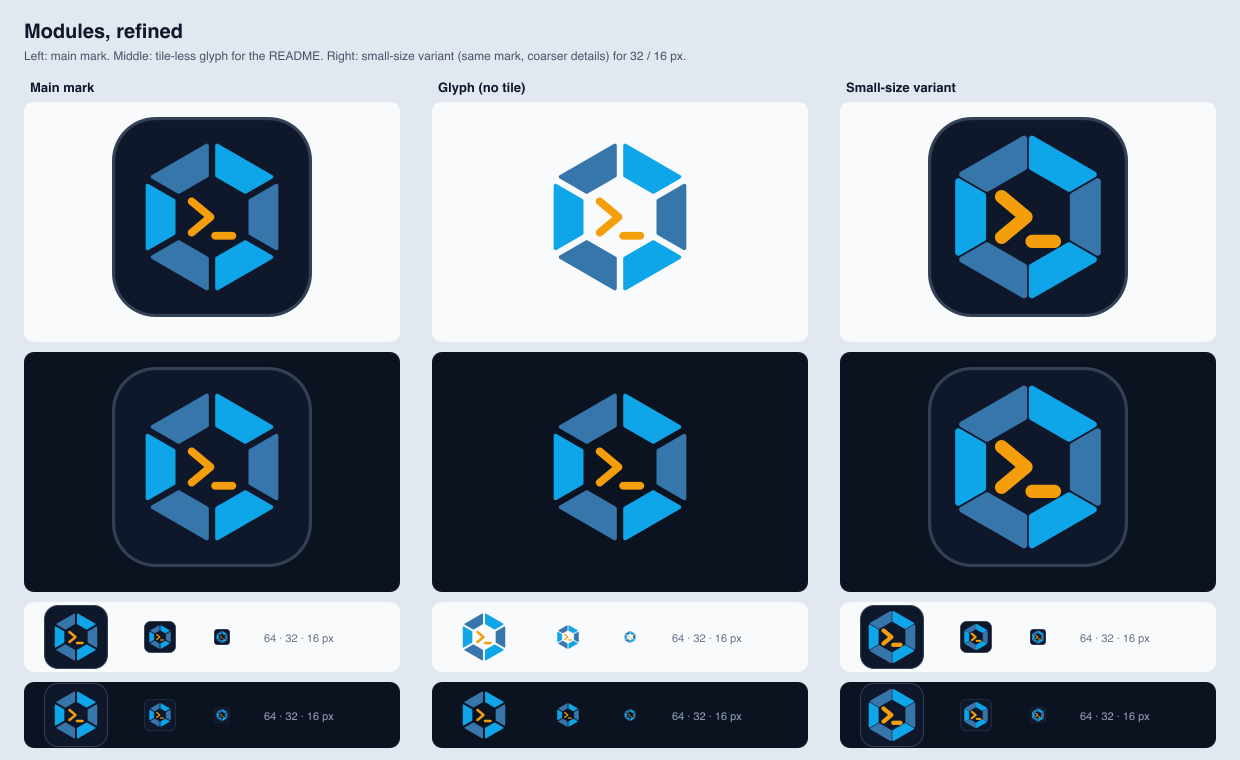 Modules, refined
Left: main mark. Middle: tile-less glyph for the README. Right: small-size variant (same mark, coarser details) for 32 / 16 px.
Main mark
Glyph (no tile)
Small-size variant
64 · 32 · 16 px
64 · 32 · 16 px
64 · 32 · 16 px
64 · 32 · 16 px
64 · 32 · 16 px
64 · 32 · 16 px